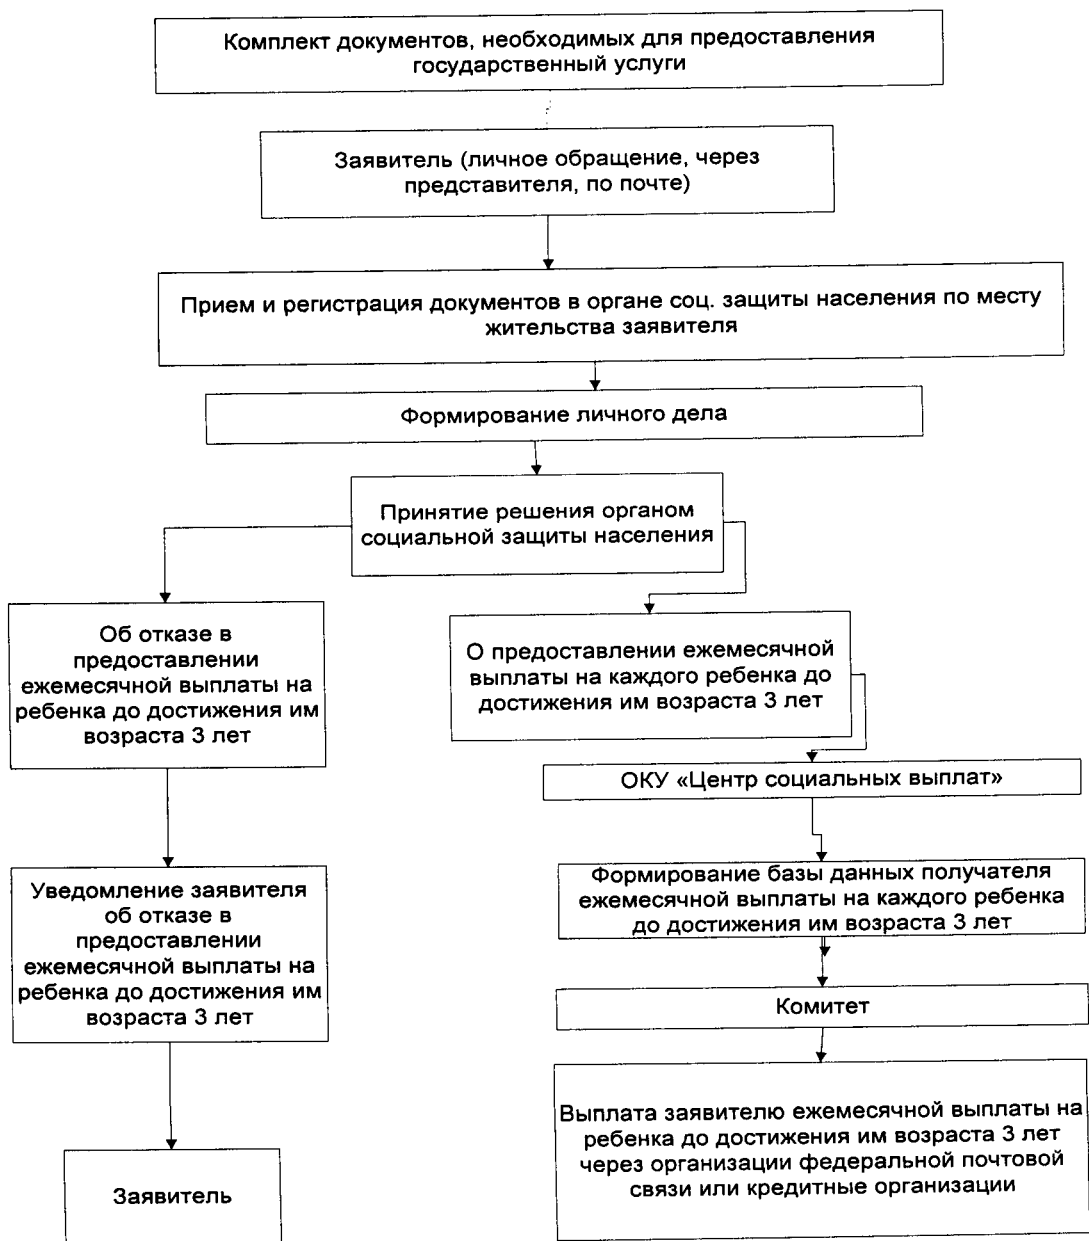 Комплект документов, необходимых для предоставления
государственный услуги
Заявитель (личное обращение, через
представителя, по почте)
Прием и регистрация документов в органе соц. защиты населения по месту
жительства заявителя
Формирование личного дела
Принятие решения органом
социальной защиты населения
Об отказе в
предоставлении
ежемесячной выплаты на
ребенка до достижения им
возраста 3 лет
О предоставлении ежемесячной
выплаты на каждого ребенка до
достижения им возраста 3 лет
ОКУ «Центр социальных выплат»
Уведомление заявителя
об отказе в
предоставлении
ежемесячной выплаты на
ребенка до достижения им
возраста 3 лет
Формирование базы данных получателя
ежемесячной выплаты на каждого ребенка
до достижения им возраста 3 лет
Комитет
Выплата заявителю ежемесячной выплаты на
ребенка до достижения им возраста 3 лет
через организации федеральной почтовой
связи или кредитные организации
Заявитель